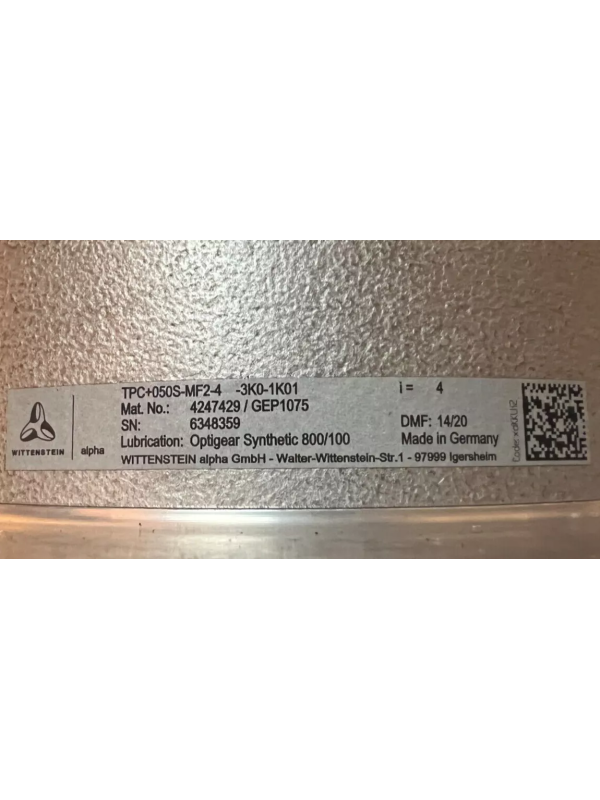 TPC+050S-MF2-4 -3K0-1K01 i = 4
Mat. No.: 4247429 / GEP1075
SN: 6348359 DMF: 14/20
Lubrication: Optigear Synthetic 800/100 Made in Germany
WITTENSTEIN alpha GmbH - Walter-Wittenstein-Str.1 - 97999 Igersheim
WITTENSTEIN alpha
Code: